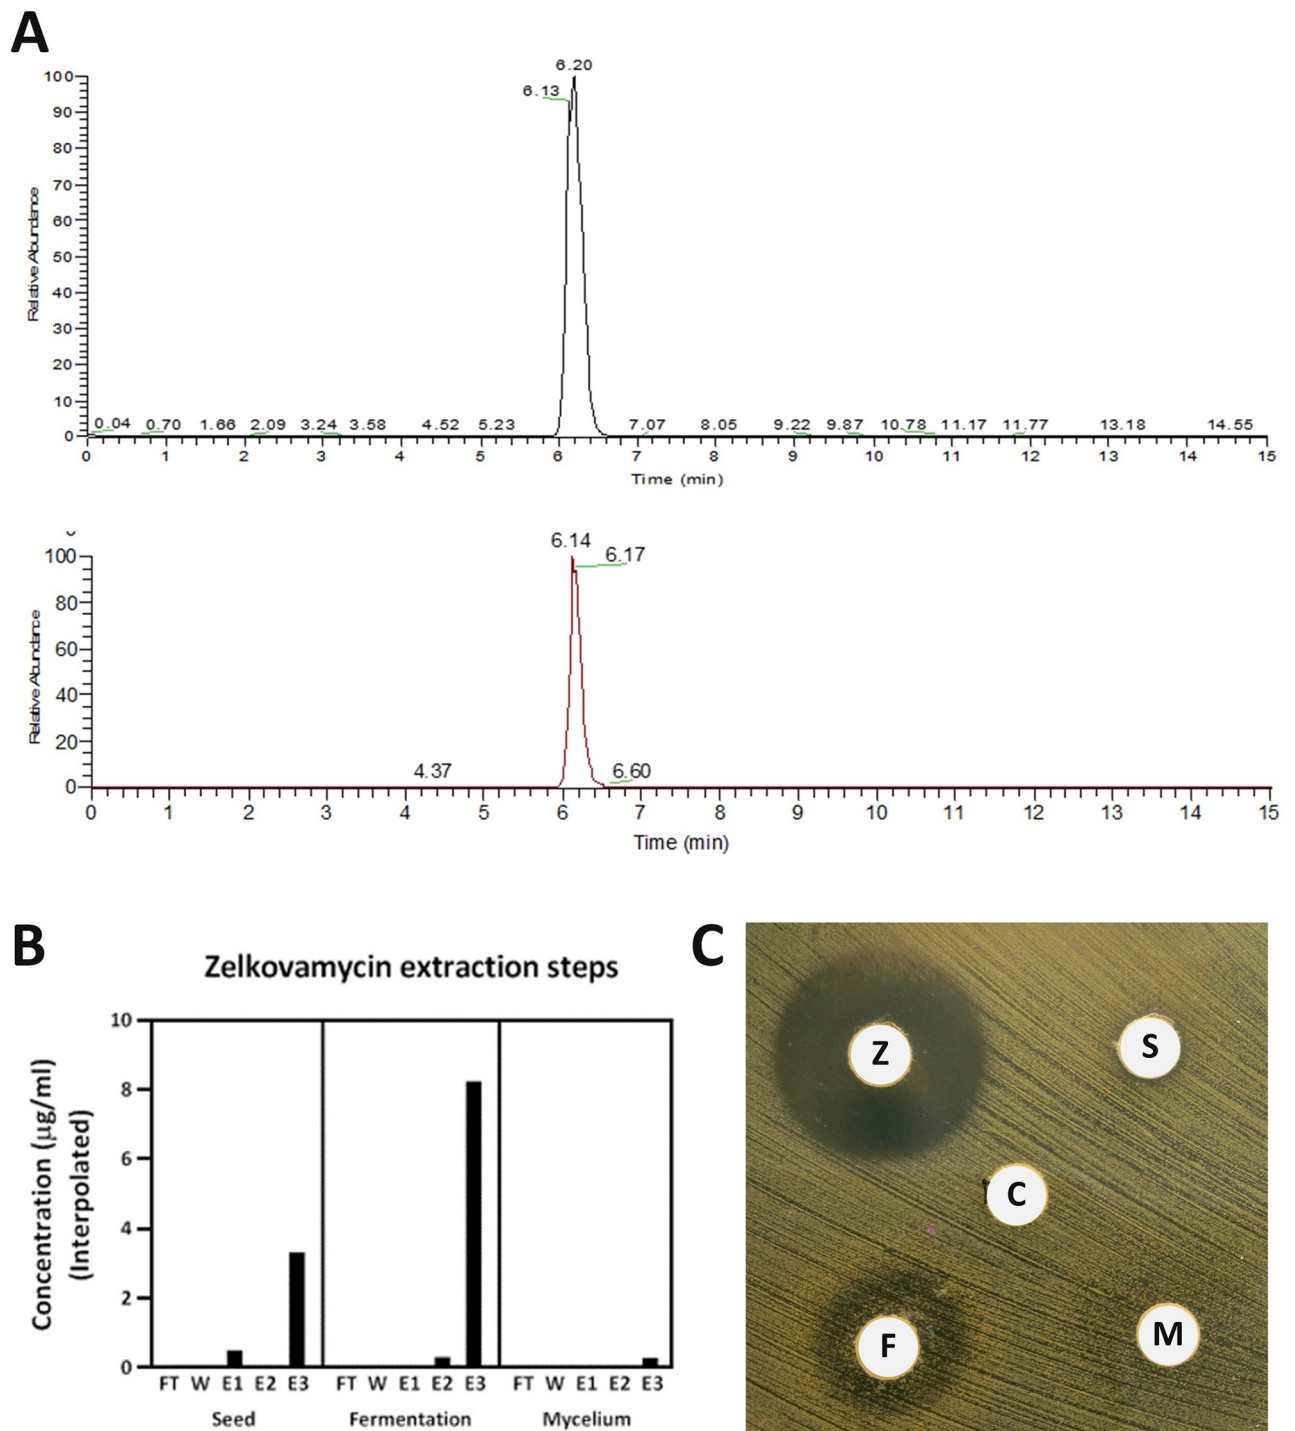 A
6.20
6.13
100
90
80
70
60
50
40
30
20
10
0
Relative Abundance
0.04 0.70 1.66 2.09 3.24 3.58 4.52 5.23 7.07 8.05 9.22 9.87 10.78 11.17 11.77 13.18 14.55
0 1 2 3 4 5 6 7 8 9 10 11 12 13 14 15
Time (min)
6.14
6.17
100
80
60
40
20
0
Relative Abundance
4.37 6.60
0 1 2 3 4 5 6 7 8 9 10 11 12 13 14 15
Time (min)
B
Zelkovamycin extraction steps
Concentration (µg/ml)
(Interpolated)
10
8
6
4
2
0
FT W E1 E2 E3 FT W E1 E2 E3 FT W E1 E2 E3
Seed Fermentation Mycelium
C
Z
S
C
F
M